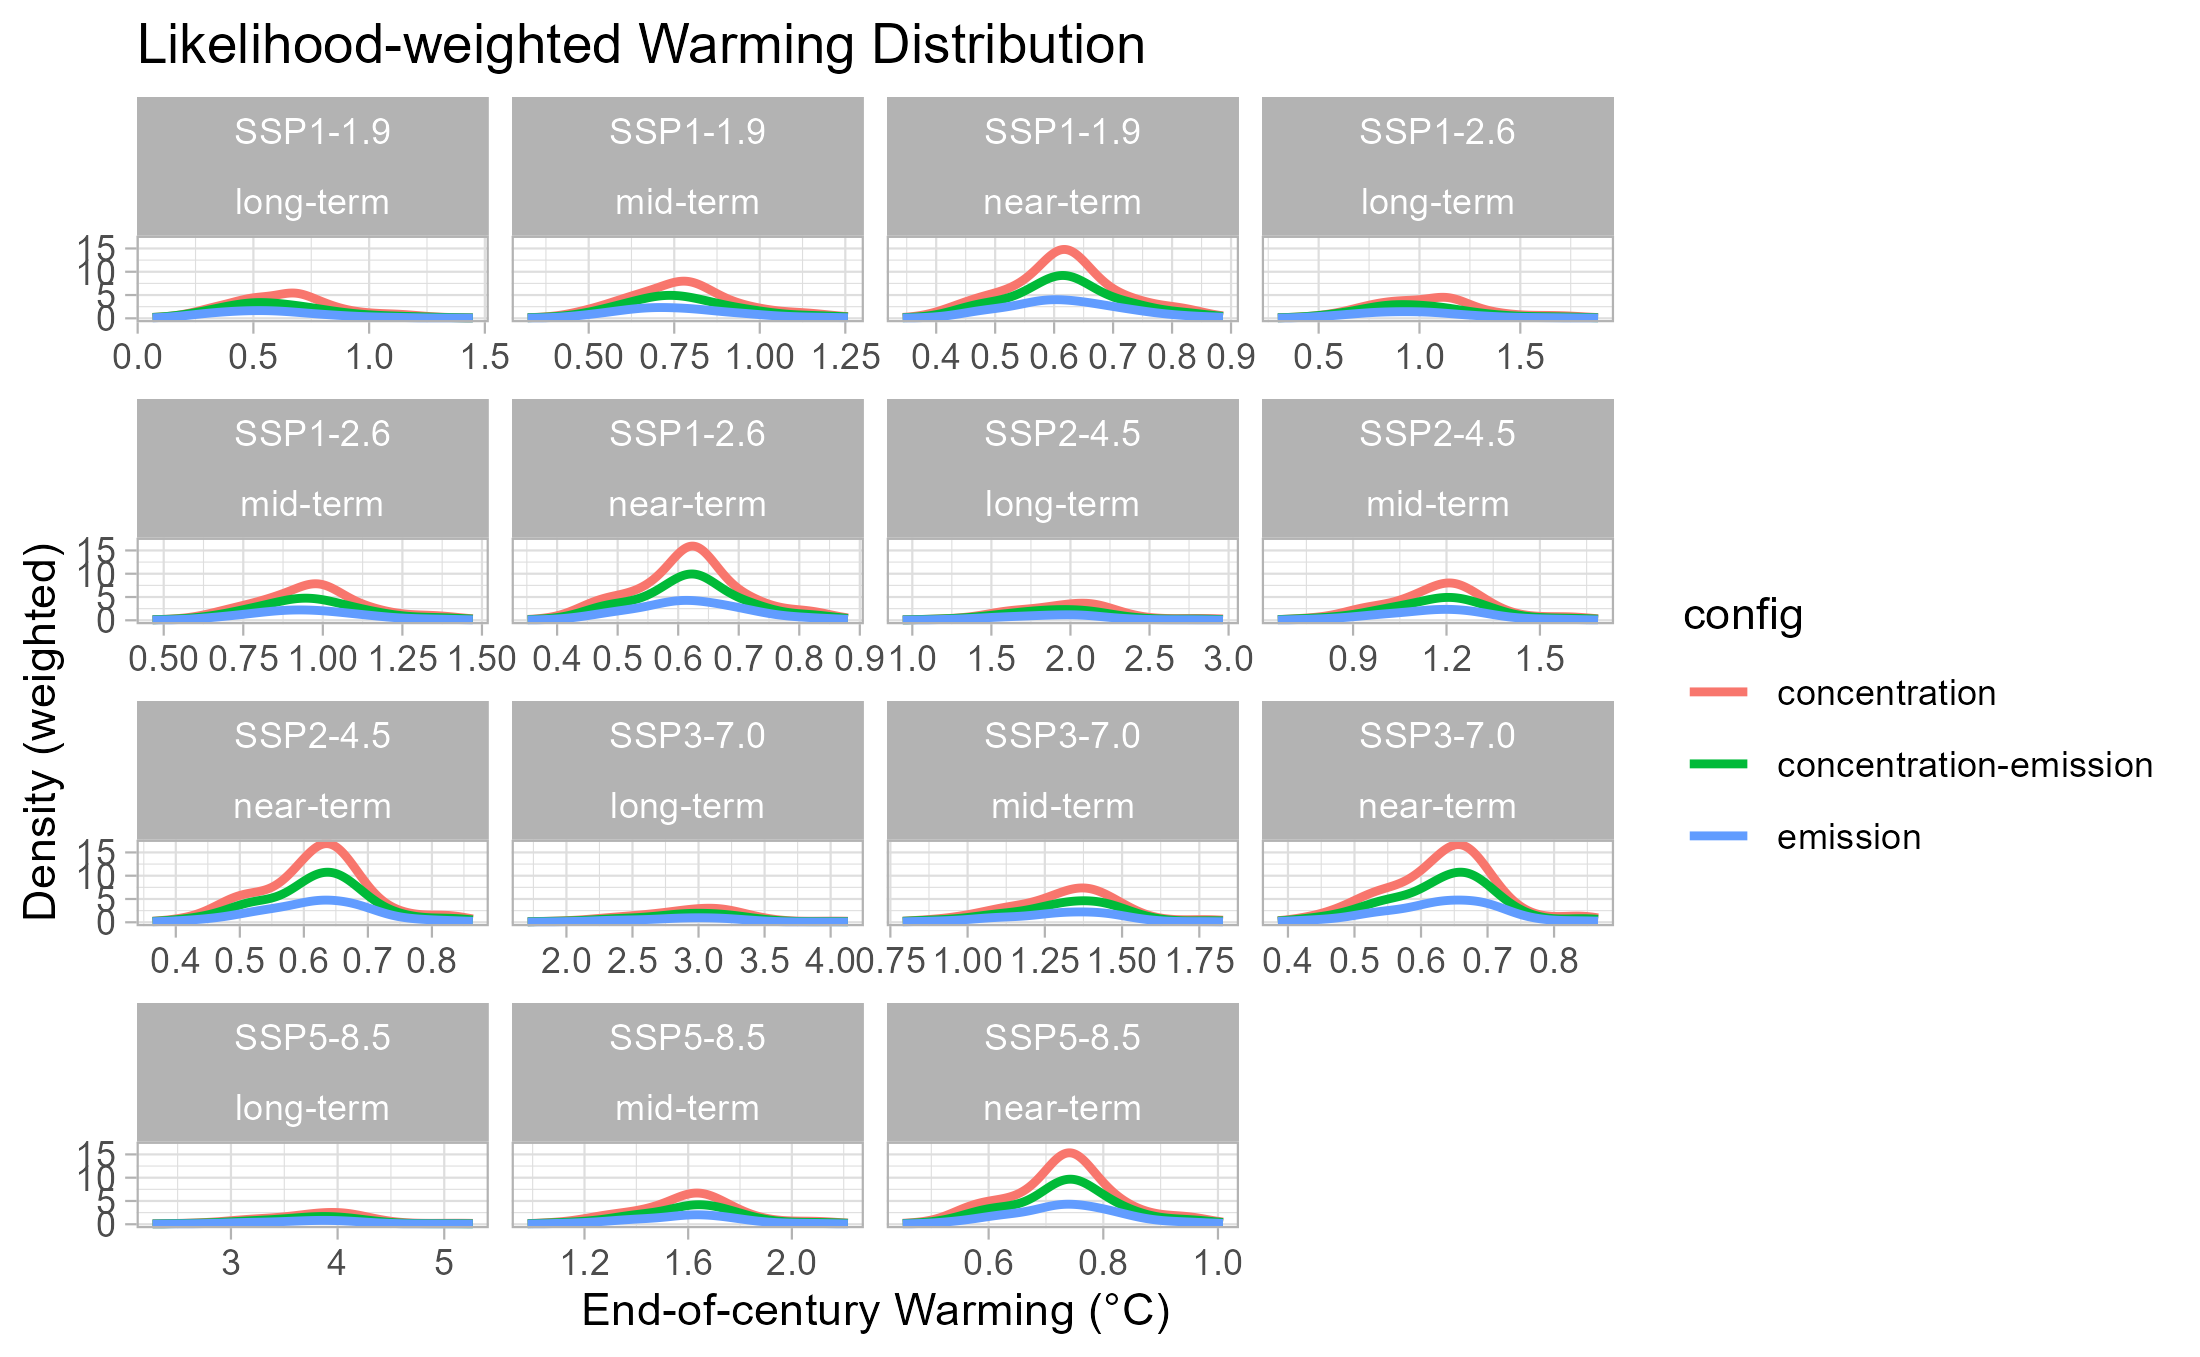 Likelihood-weighted Warming Distribution
SSP1-1.9 SSP1-1.9 SSP1-1.9 SSP1-2.6
long-term mid-term near-term long-term
15
10
5
0
0.0 0.5 1.0 1.5 0.50 0.75 1.00 1.25 0.4 0.5 0.6 0.7 0.8 0.9 0.5 1.0 1.5
SSP1-2.6 SSP1-2.6 SSP2-4.5 SSP2-4.5
mid-term near-term long-term mid-term
15
10
5
0
0.50 0.75 1.00 1.25 1.50 0.4 0.5 0.6 0.7 0.8 0.9 1.0 1.5 2.0 2.5 3.0 0.9 1.2 1.5
SSP2-4.5 SSP3-7.0 SSP3-7.0 SSP3-7.0
near-term long-term mid-term near-term
15
10
5
0
0.4 0.5 0.6 0.7 0.8 2.0 2.5 3.0 3.5 4.0 0.75 1.00 1.25 1.50 1.75 0.4 0.5 0.6 0.7 0.8
SSP5-8.5 SSP5-8.5 SSP5-8.5
long-term mid-term near-term
15
10
5
0
3 4 5 1.2 1.6 2.0 0.6 0.8 1.0
End-of-century Warming (°C)
Density (weighted)
config
concentration
concentration-emission
emission